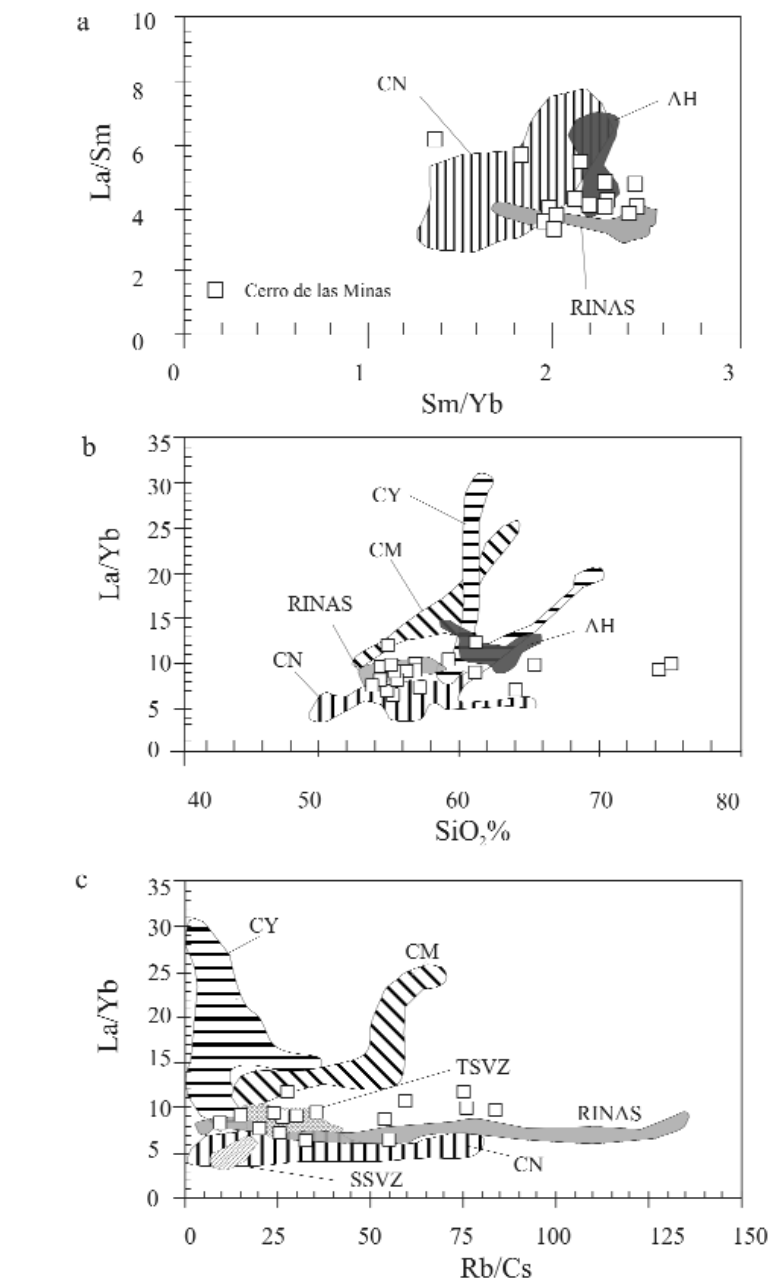 a
10
8
6
4
2
0
La/Sm
CN
AH
RINAS
Cerro de las Minas
0 1 2 3
Sm/Yb
b
35
30
25
20
15
10
5
0
La/Yb
CY
CM
RINAS
CN
AH
40 50 60 70 80
SiO₂%
c
35
30
25
20
15
10
5
0
La/Yb
CY
CM
TSVZ
RINAS
CN
SSVZ
0 25 50 75 100 125 150
Rb/Cs